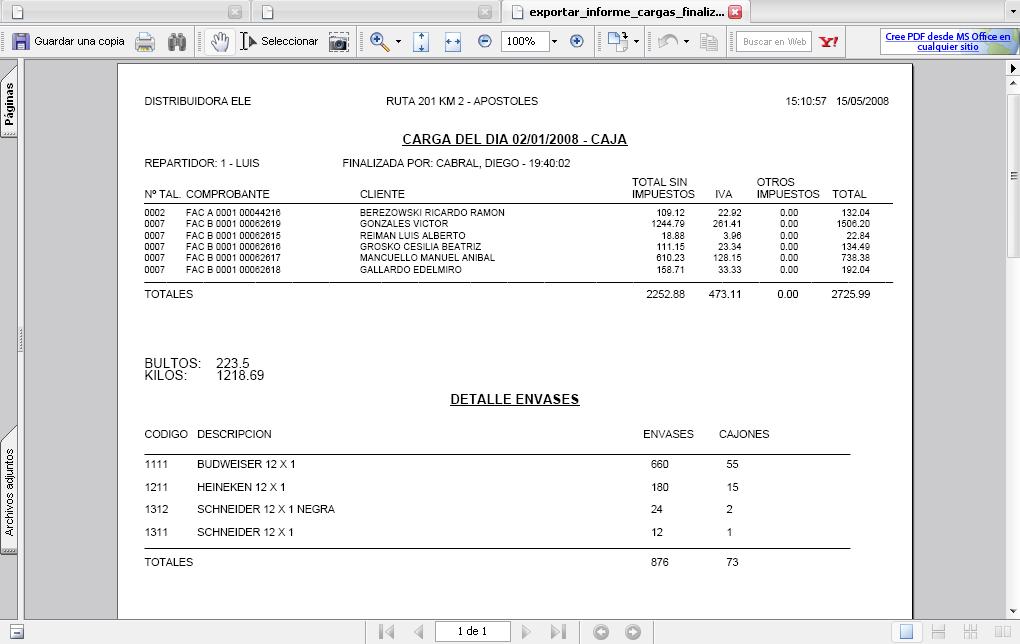 exportar_informe_cargas_finaliz...
Guardar una copia
Seleccionar
100%
Buscar en Web
Y!
Cree PDF desde MS Office en
cualquier sitio
Páginas
Archivos adjuntos
DISTRIBUIDORA ELE RUTA 201 KM 2 - APOSTOLES 15:10:57 15/05/2008
CARGA DEL DIA 02/01/2008 - CAJA
REPARTIDOR: 1 - LUIS FINALIZADA POR: CABRAL, DIEGO - 19:40:02
TOTAL SIN OTROS
Nº TAL. COMPROBANTE CLIENTE IMPUESTOS IVA IMPUESTOS TOTAL
0002 FAC A 0001 00044216 BEREZOWSKI RICARDO RAMON 109.12 22.92 0.00 132.04
0007 FAC B 0001 00062619 GONZALES VICTOR 1244.79 261.41 0.00 1506.20
0007 FAC B 0001 00062615 REIMAN LUIS ALBERTO 18.88 3.96 0.00 22.84
0007 FAC B 0001 00062616 GROSKO CESILIA BEATRIZ 111.15 23.34 0.00 134.49
0007 FAC B 0001 00062617 MANCUELLO MANUEL ANIBAL 610.23 128.15 0.00 738.38
0007 FAC B 0001 00062618 GALLARDO EDELMIRO 158.71 33.33 0.00 192.04
TOTALES 2252.88 473.11 0.00 2725.99
BULTOS: 223.5
KILOS: 1218.69
DETALLE ENVASES
CODIGO DESCRIPCION ENVASES CAJONES
1111 BUDWEISER 12 X 1 660 55
1211 HEINEKEN 12 X 1 180 15
1312 SCHNEIDER 12 X 1 NEGRA 24 2
1311 SCHNEIDER 12 X 1 12 1
TOTALES 876 73
1 de 1